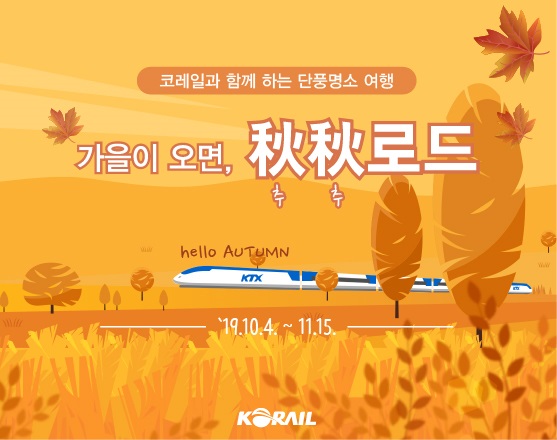 코레일과 함께 하는 단풍명소 여행
가을이 오면, 秋秋로드
추 추
hello AUTUMN
KTX
KTX
'19.10.4. ~ 11.15.
KORAIL